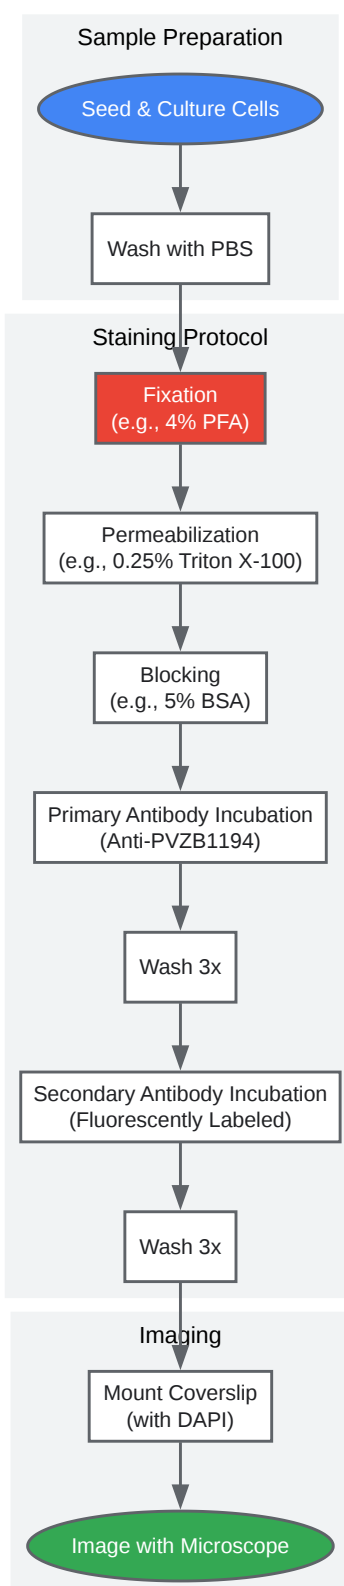 Sample Preparation
Seed & Culture Cells
Wash with PBS
Staining Protocol
Fixation
(e.g., 4% PFA)
Permeabilization
(e.g., 0.25% Triton X-100)
Blocking
(e.g., 5% BSA)
Primary Antibody Incubation
(Anti-PVZB1194)
Wash 3x
Secondary Antibody Incubation
(Fluorescently Labeled)
Wash 3x
Imaging
Mount Coverslip
(with DAPI)
Image with Microscope